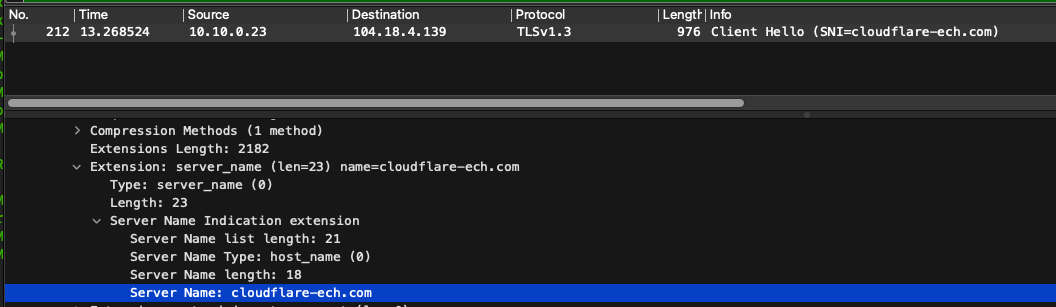 No. Time Source Destination Protocol Length Info
212 13.268524 10.10.0.23 104.18.4.139 TLSv1.3 976 Client Hello (SNI=cloudflare-ech.com)
Compression Methods (1 method)
Extensions Length: 2182
Extension: server_name (len=23) name=cloudflare-ech.com
Type: server_name (0)
Length: 23
Server Name Indication extension
Server Name list length: 21
Server Name Type: host_name (0)
Server Name length: 18
Server Name: cloudflare-ech.com